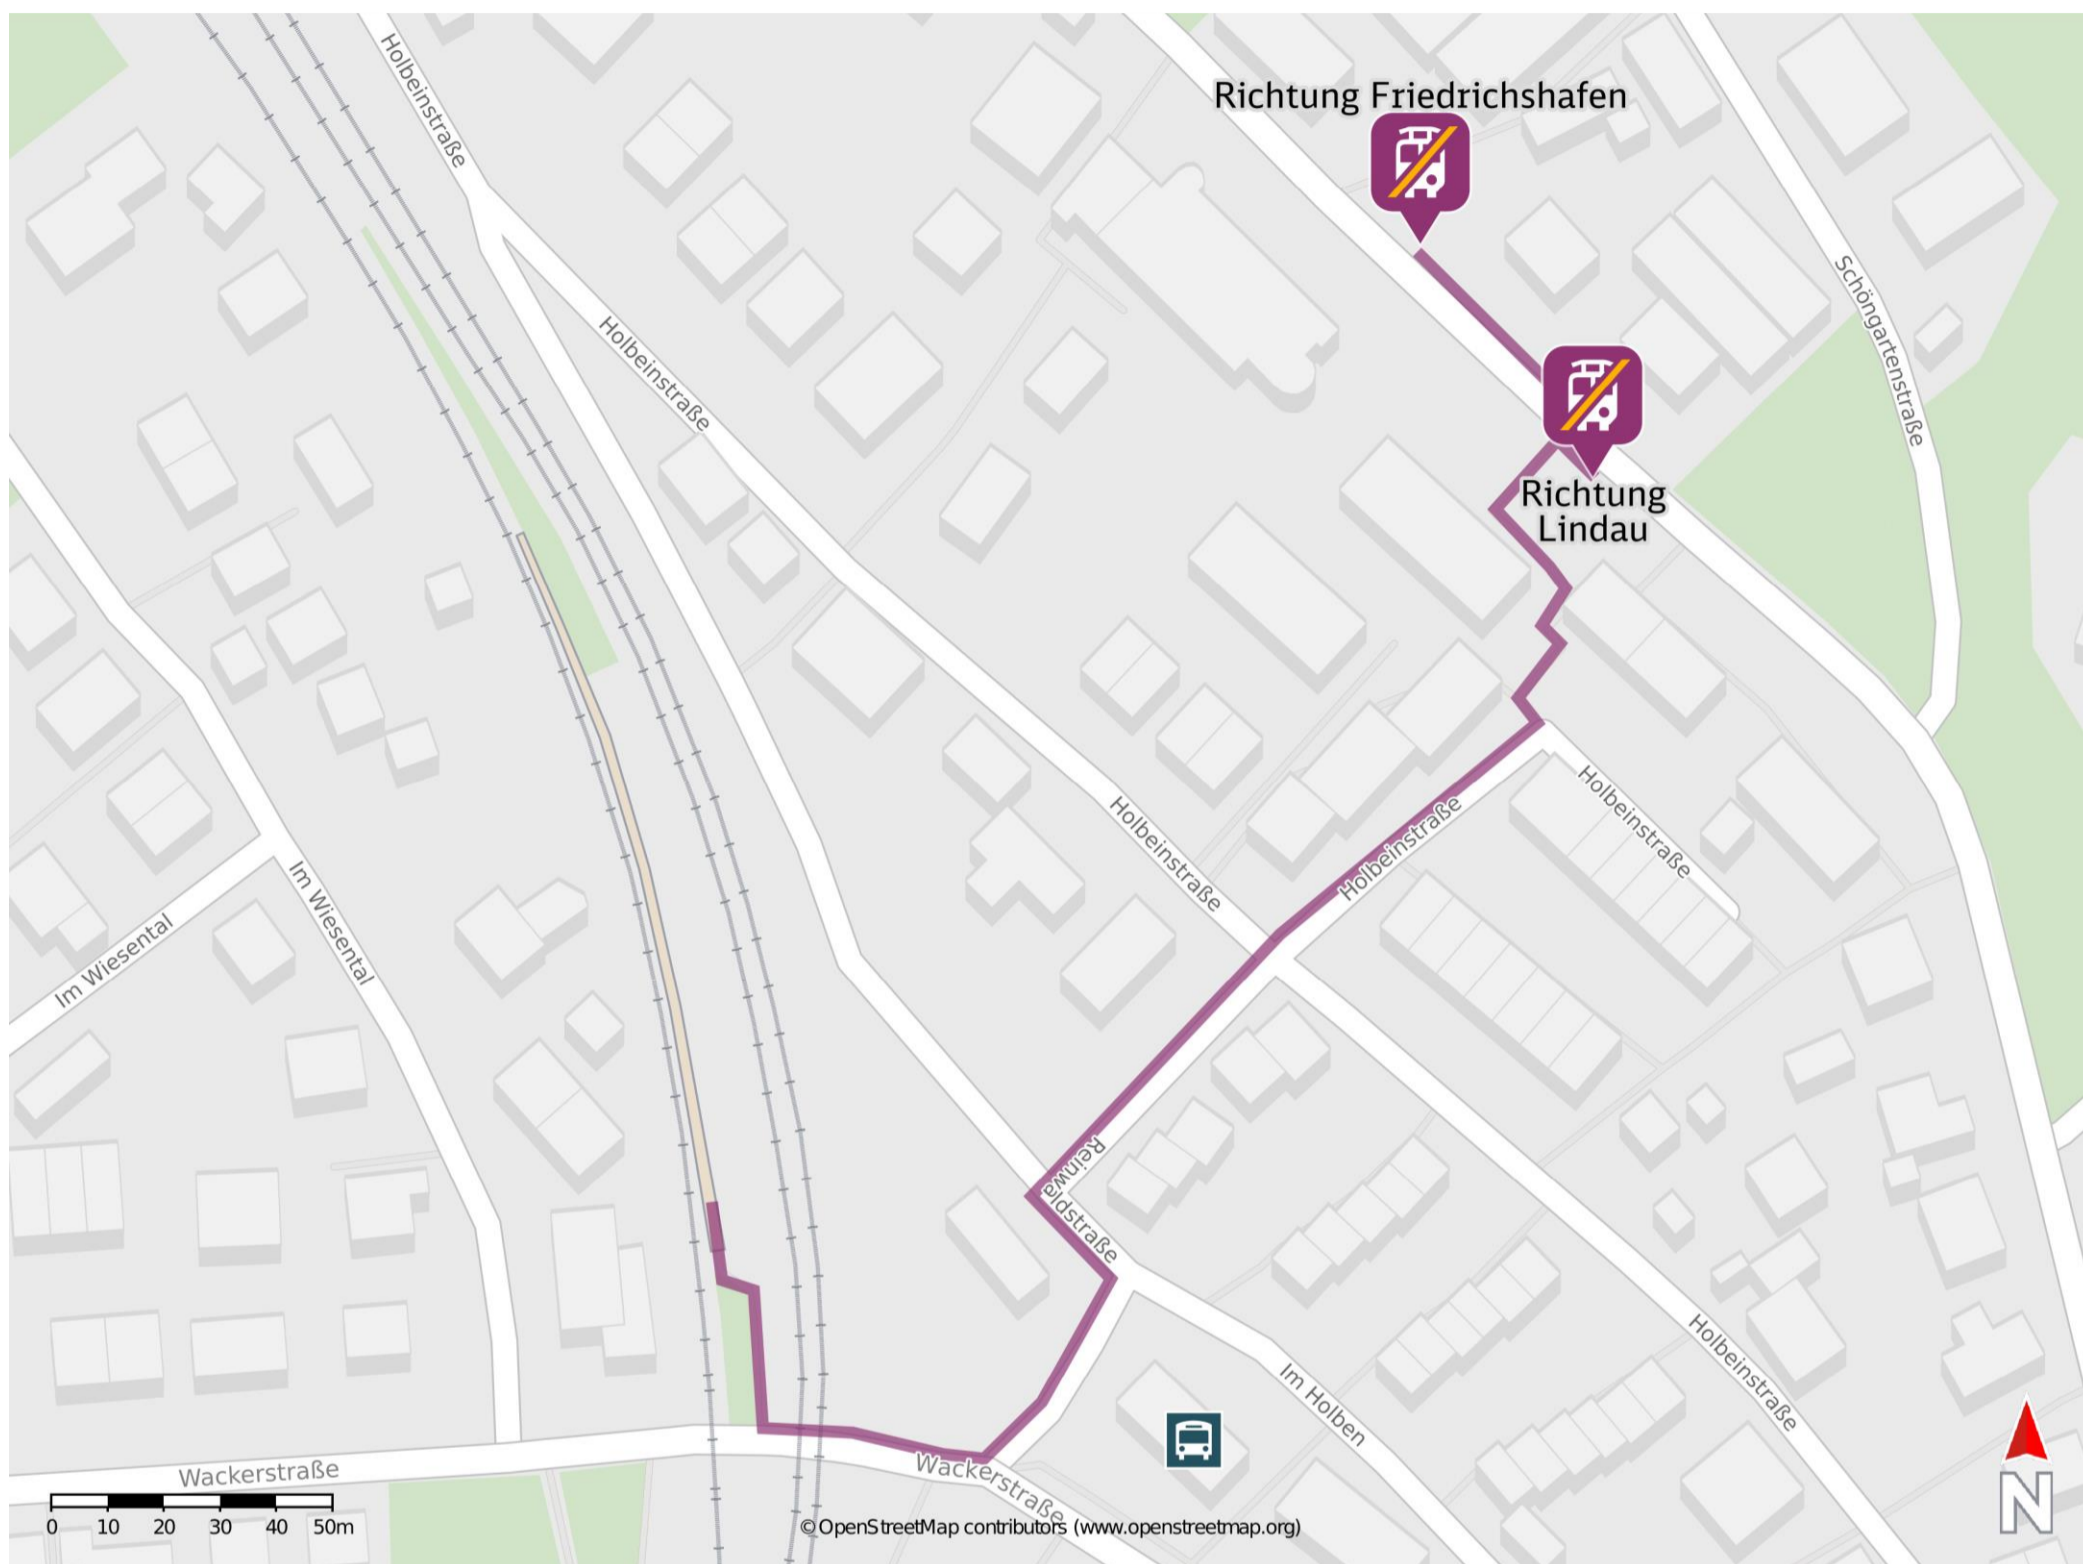 Holbeinstraße
Richtung Friedrichshafen
Schöngartenstraße
Holbeinstraße
Richtung
Lindau
Holbeinstraße
Holbeinstraße
Holbeinstraße
Im Wiesental
Im Wiesental
Reinwaldstraße
Holbeinstraße
Im Holben
Wackerstraße
Wackerstraße
0 10 20 30 40 50m
© OpenStreetMap contributors (www.openstreetmap.org)
N